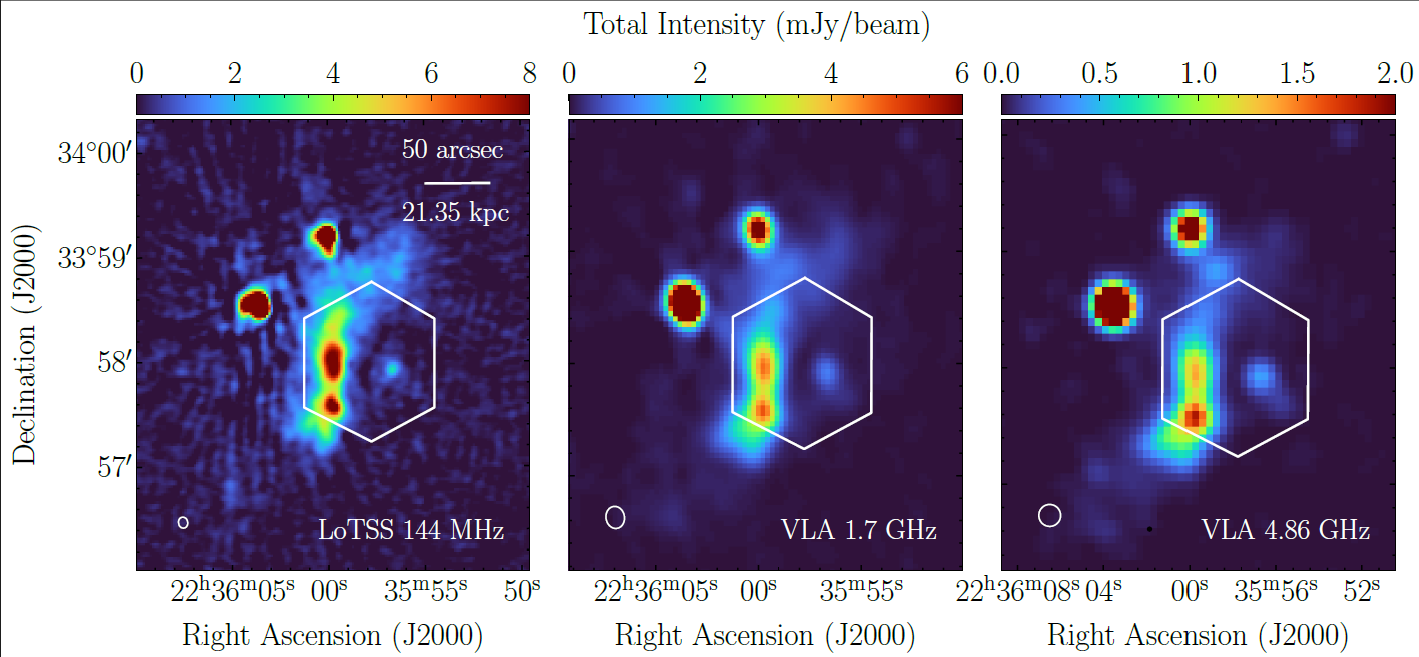 Total Intensity (mJy/beam)
0 2 4 6 8
0 2 4 6
0.0 0.5 1.0 1.5 2.0
Declination (J2000)
34°00′
33°59′
58′
57′
50 arcsec
21.35 kpc
LoTSS 144 MHz
VLA 1.7 GHz
VLA 4.86 GHz
22ʰ36ᵐ05ˢ 00ˢ 35ᵐ55ˢ 50ˢ
22ʰ36ᵐ05ˢ 00ˢ 35ᵐ55ˢ
22ʰ36ᵐ08ˢ 04ˢ 00ˢ 35ᵐ56ˢ 52ˢ
Right Ascension (J2000)
Right Ascension (J2000)
Right Ascension (J2000)